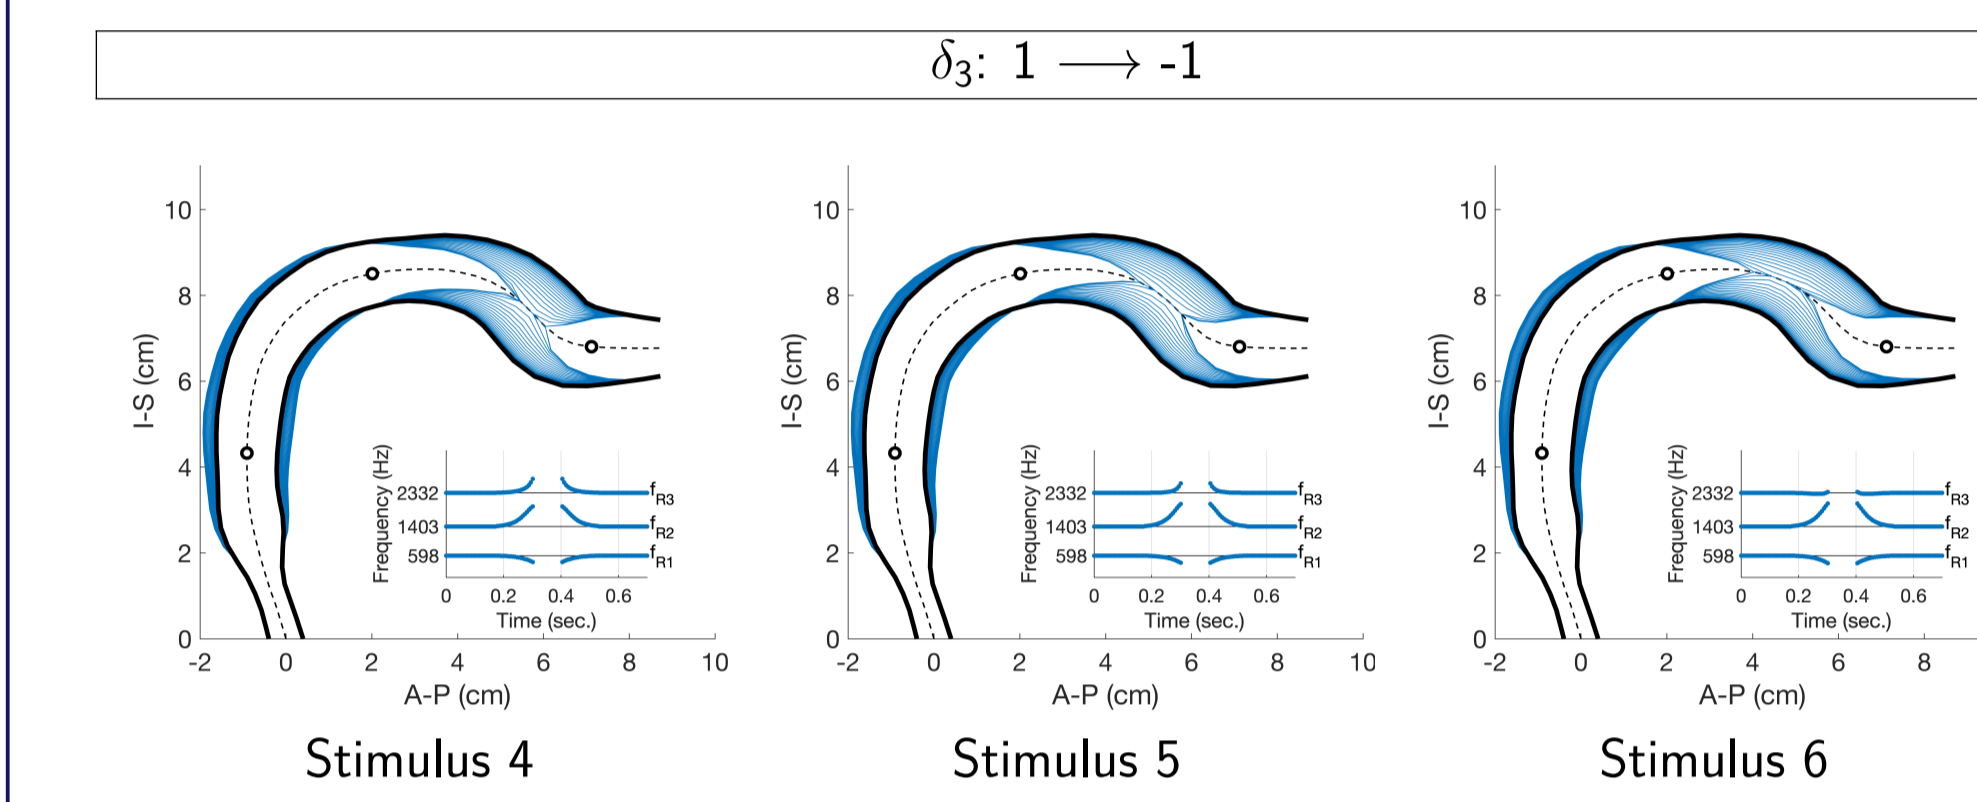 δ3: 1 ⟶ -1
10
8
6
4
2
0
I-S (cm)
-2 0 2 4 6 8 10
A-P (cm)
Frequency (Hz)
2332
1403
598
fR3
fR2
fR1
0 0.2 0.4 0.6
Time (sec.)
Stimulus 4
10
8
6
4
2
0
I-S (cm)
-2 0 2 4 6 8 10
A-P (cm)
Frequency (Hz)
2332
1403
598
fR3
fR2
fR1
0 0.2 0.4 0.6
Time (sec.)
Stimulus 5
10
8
6
4
2
0
I-S (cm)
-2 0 2 4 6 8
A-P (cm)
Frequency (Hz)
2332
1403
598
fR3
fR2
fR1
0 0.2 0.4 0.6
Time (sec.)
Stimulus 6